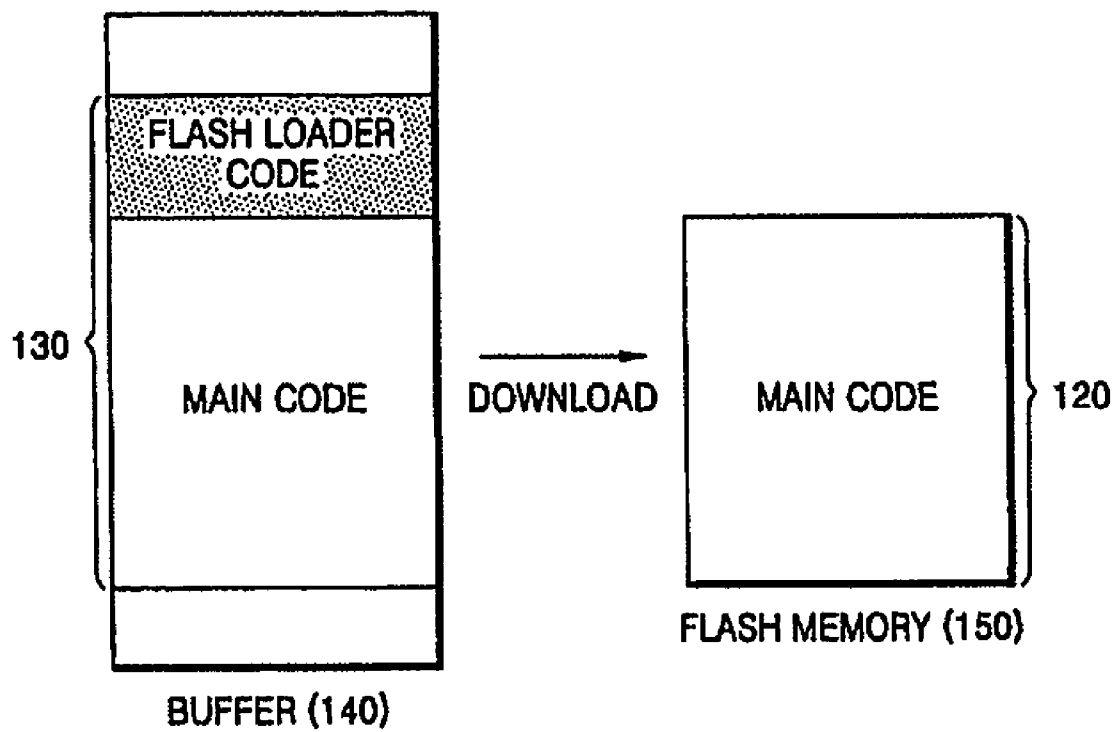 FLASH LOADER
CODE
130
MAIN CODE
DOWNLOAD
MAIN CODE
120
FLASH MEMORY (150)
BUFFER (140)